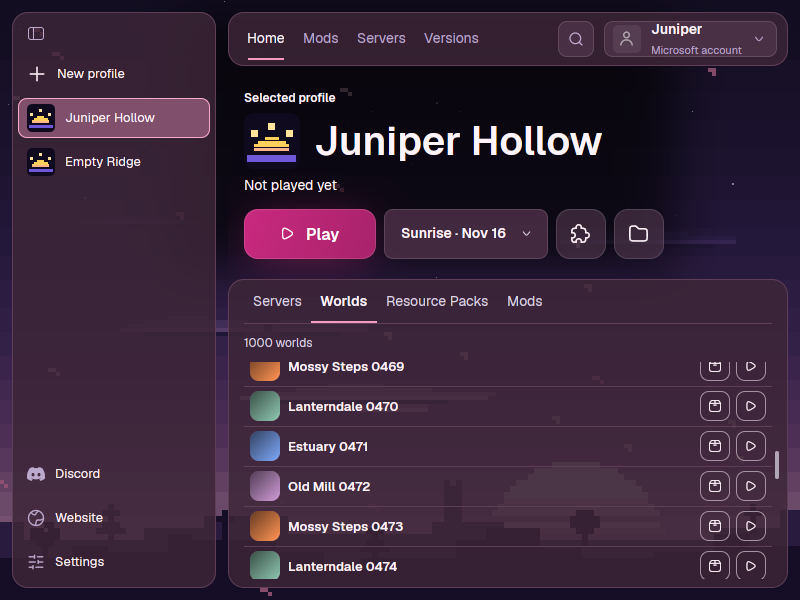 New profile
Juniper Hollow
Empty Ridge
Discord
Website
Settings
Home Mods Servers Versions
Juniper
Microsoft account
Selected profile
Juniper Hollow
Not played yet
Play
Sunrise · Nov 16
Servers Worlds Resource Packs Mods
1000 worlds
Mossy Steps 0469
Lanterndale 0470
Estuary 0471
Old Mill 0472
Mossy Steps 0473
Lanterndale 0474